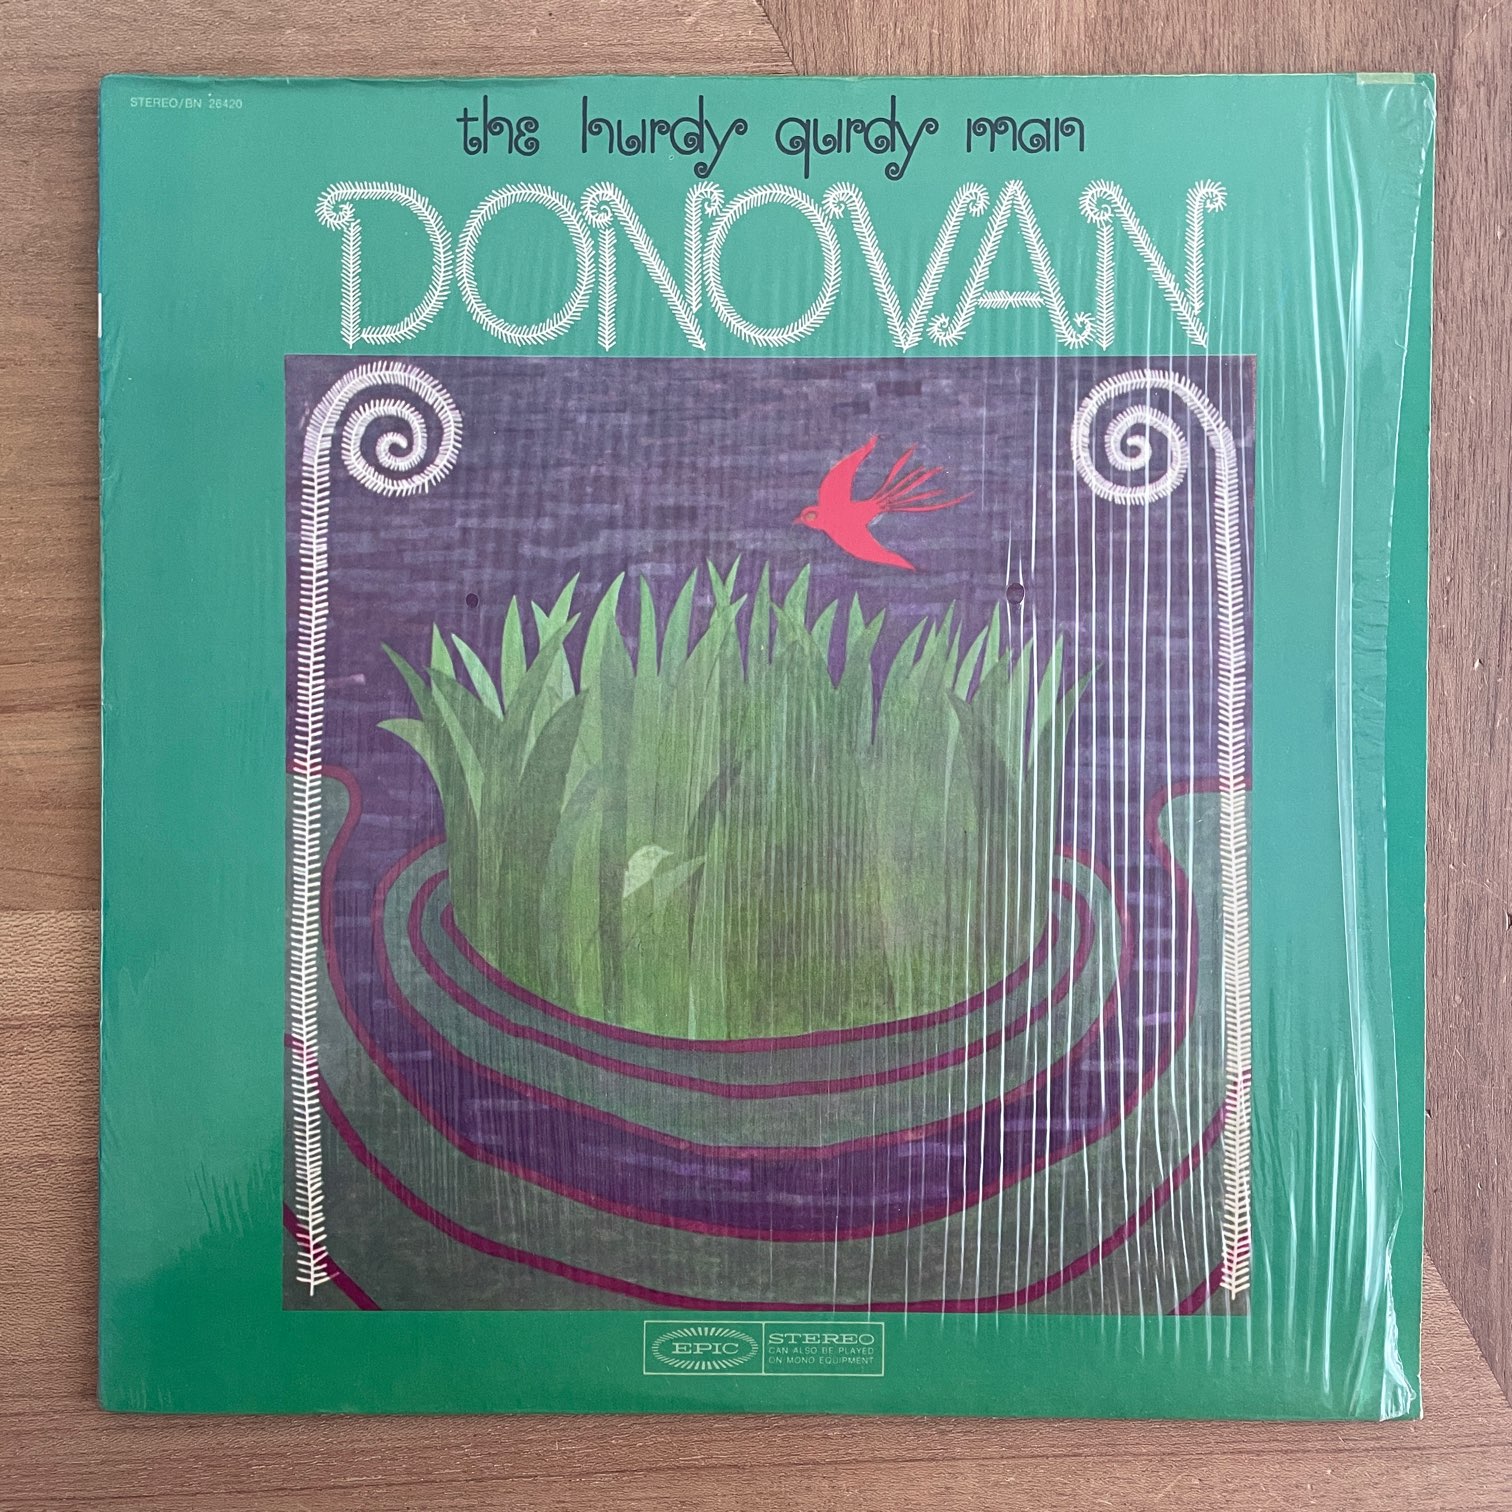 STEREO/BN 26420
the hurdy gurdy man
DONOVAN
EPIC
STEREO
CAN ALSO BE PLAYED
ON MONO EQUIPMENT